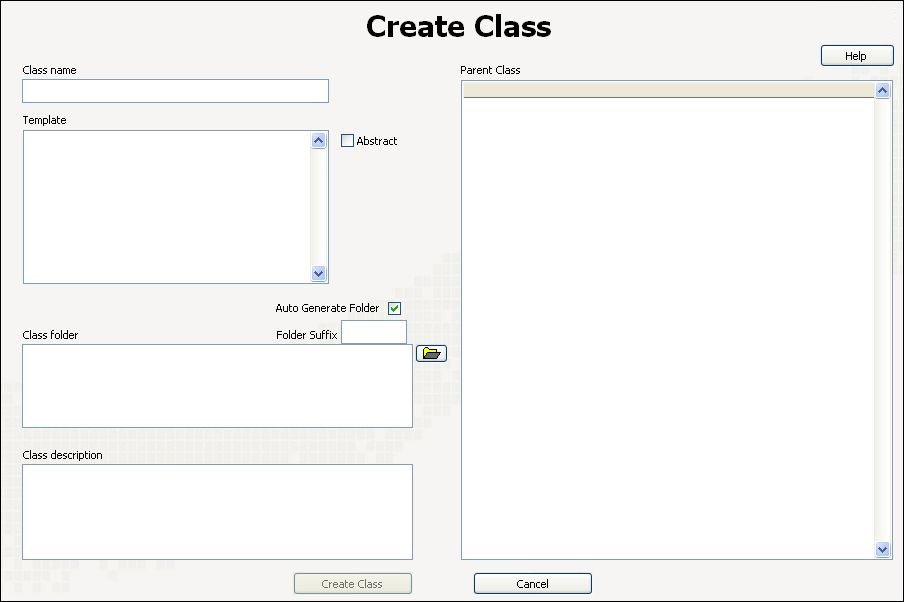 Create Class
Help
Class name
Parent Class
Template
Abstract
Auto Generate Folder
Folder Suffix
Class folder
Class description
Create Class
Cancel